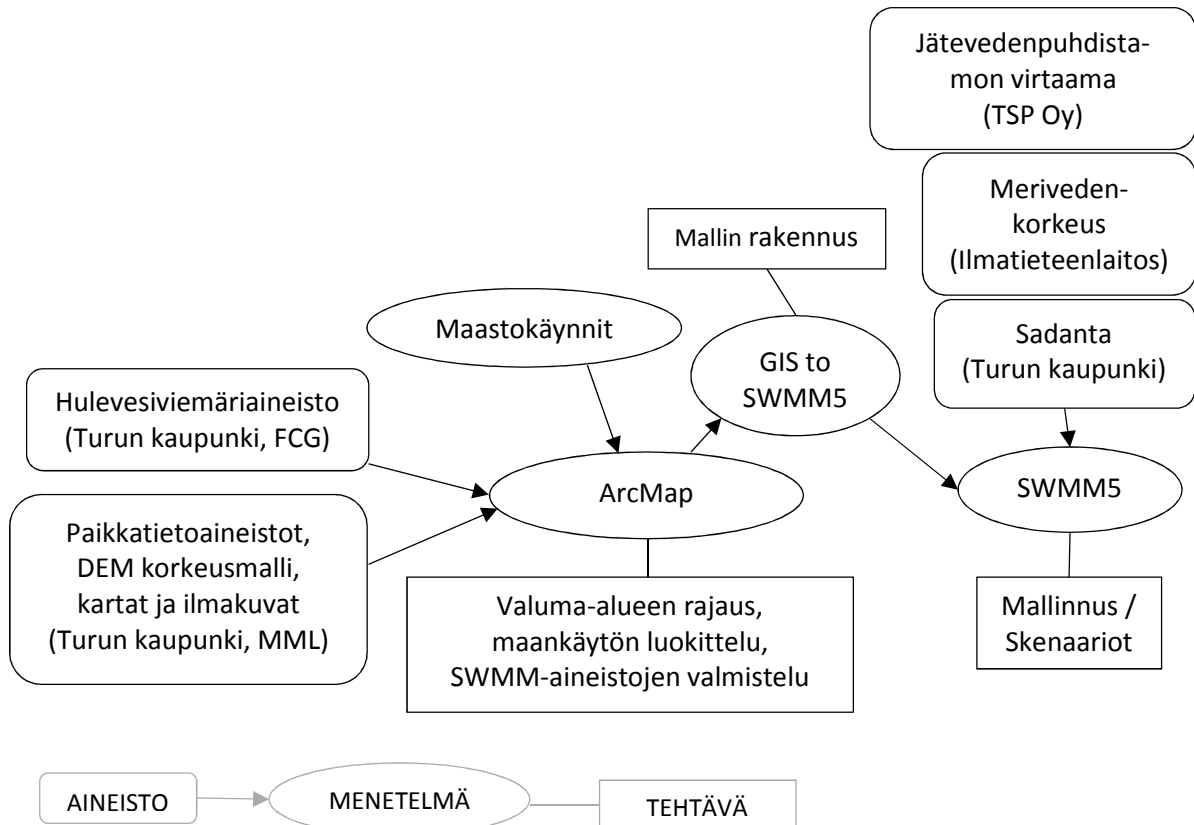 Jätevedenpuhdista-
mon virtaama
(TSP Oy)
Meriveden-
korkeus
(Ilmatieteenlaitos)
Mallin rakennus
Maastokäynnit
GIS to
SWMM5
Sadanta
(Turun kaupunki)
Hulevesiviemäriaineisto
(Turun kaupunki, FCG)
ArcMap
SWMM5
Paikkatietoaineistot,
DEM korkeusmalli,
kartat ja ilmakuvat
(Turun kaupunki, MML)
Valuma-alueen rajaus,
maankäytön luokittelu,
SWMM-aineistojen valmistelu
Mallinnus /
Skenaariot
AINEISTO
MENETELMÄ
TEHTÄVÄ